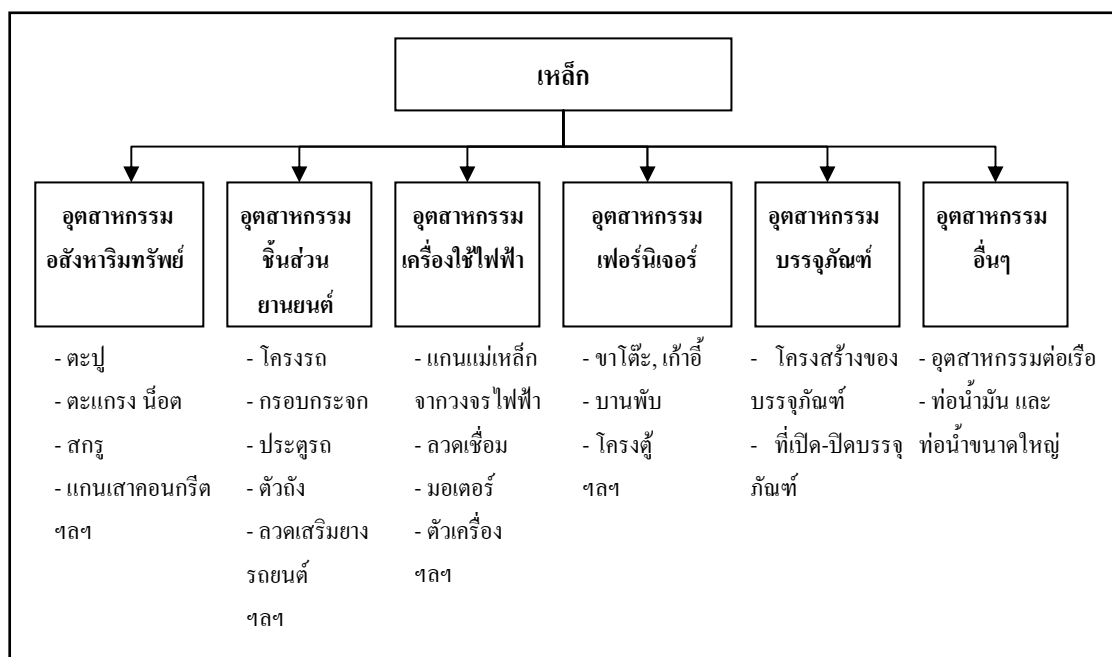 เหล็ก
อุตสาหกรรม
อสังหาริมทรัพย์
อุตสาหกรรม
ชิ้นส่วน
ยานยนต์
อุตสาหกรรม
เครื่องใช้ไฟฟ้า
อุตสาหกรรม
เฟอร์นิเจอร์
อุตสาหกรรม
บรรจุภัณฑ์
อุตสาหกรรม
อื่นๆ
- ตะปู
- ตะแกรง น็อต
- สกรู
- แกนเสาคอนกรีต
ฯลฯ
- โครงรถ
- กรอบกระจก
- ประตูรถ
- ตัวถัง
- ลวดเสริมยาง
รถยนต์
ฯลฯ
- แกนแม่เหล็ก
จากวงจรไฟฟ้า
- ลวดเชื่อม
- มอเตอร์
- ตัวเครื่อง
ฯลฯ
- ขาโต๊ะ, เก้าอี้
- บานพับ
- โครงตู้
ฯลฯ
- โครงสร้างของ
บรรจุภัณฑ์
- ที่เปิด-ปิดบรรจุ
ภัณฑ์
- อุตสาหกรรมต่อเรือ
- ท่อน้ำมัน และ
ท่อน้ำขนาดใหญ่